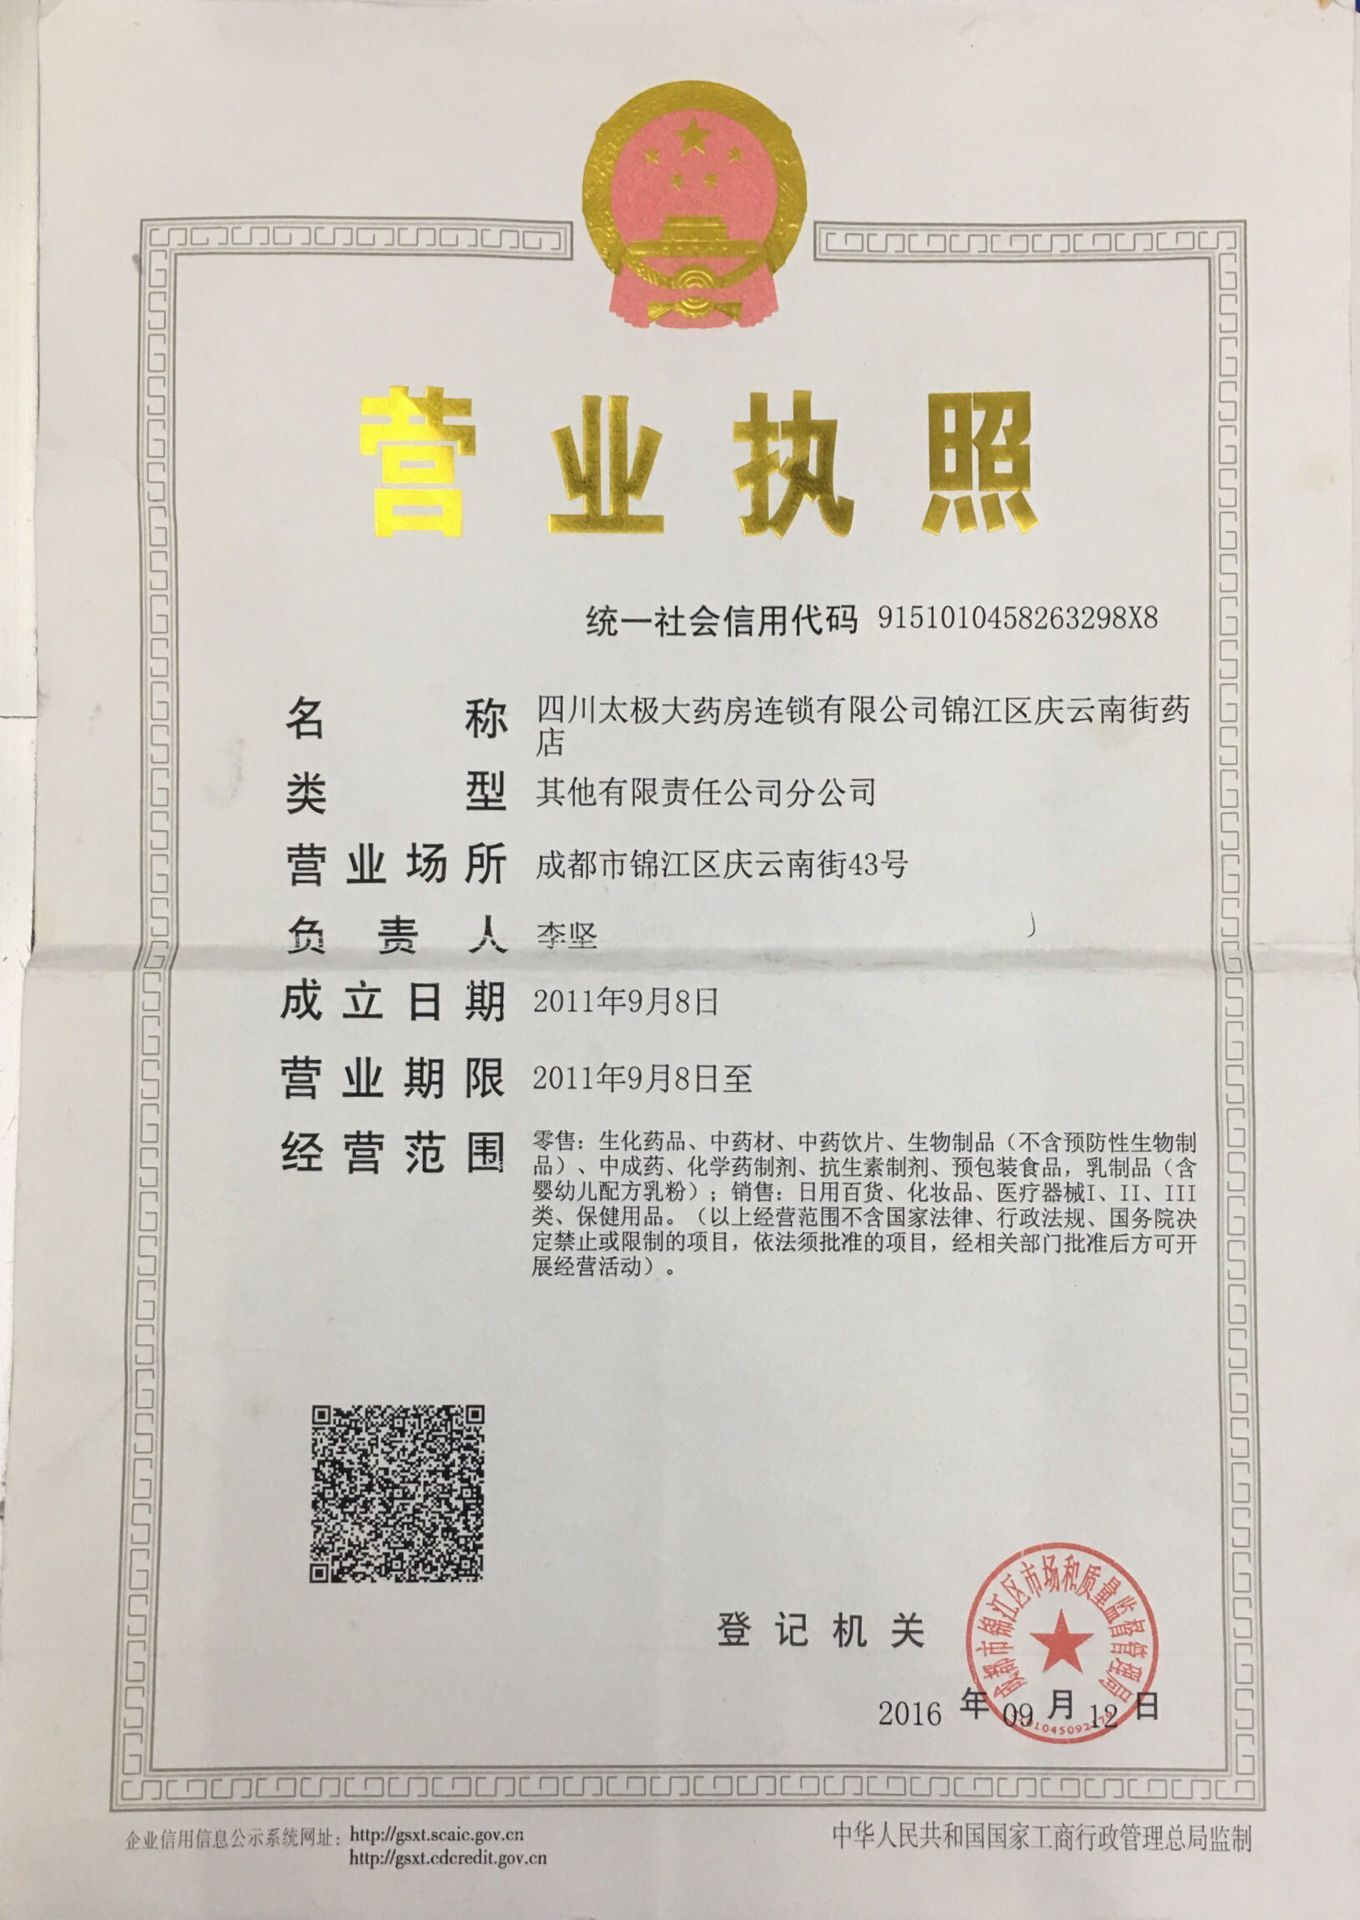 营业执照
统一社会信用代码 9151010458263298X8
名称 四川太极大药房连锁有限公司锦江区庆云南街药
店
类型 其他有限责任公司分公司
营业场所 成都市锦江区庆云南街43号
负责人 李坚
成立日期 2011年9月8日
营业期限 2011年9月8日至
经营范围 零售：生化药品、中药材、中药饮片、生物制品（不含预防性生物制
品）、中成药、化学药制剂、抗生素制剂、预包装食品，乳制品（含
婴幼儿配方乳粉）；销售：日用百货、化妆品、医疗器械I、II、III
类、保健用品。（以上经营范围不含国家法律、行政法规、国务院决
定禁止或限制的项目，依法须批准的项目，经相关部门批准后方可开
展经营活动）。
登记机关
成都市锦江区市场和质量监督管理局
2016 年 09 月 12 日
企业信用信息公示系统网址： http://gsxt.scaic.gov.cn
http://gsxt.cdcredit.gov.cn
中华人民共和国国家工商行政管理总局监制